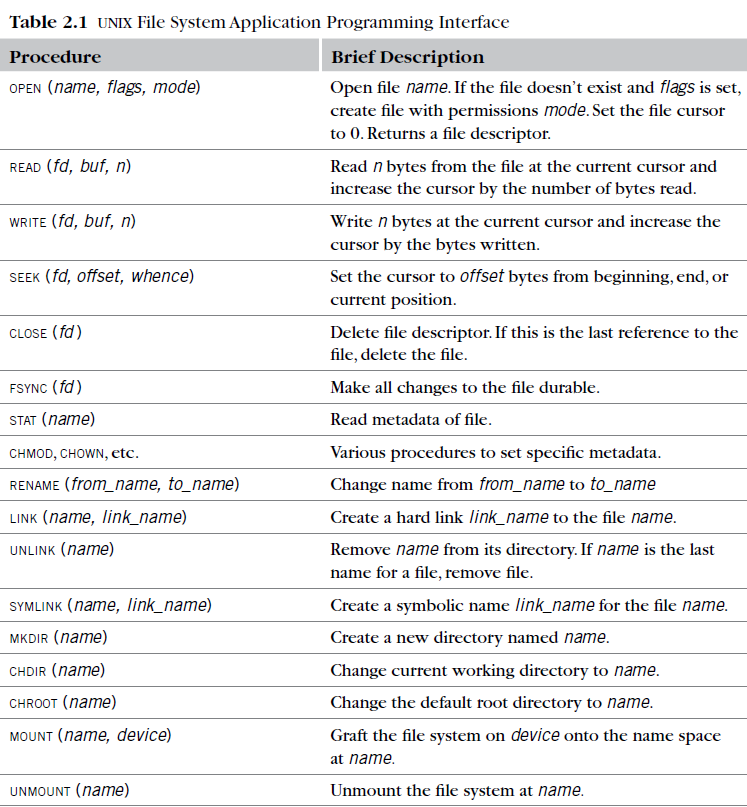 Table 2.1 UNIX File System Application Programming Interface
Procedure Brief Description
OPEN (name, flags, mode) Open file name. If the file doesn't exist and flags is set,
create file with permissions mode. Set the file cursor
to 0. Returns a file descriptor.
READ (fd, buf, n) Read n bytes from the file at the current cursor and
increase the cursor by the number of bytes read.
WRITE (fd, buf, n) Write n bytes at the current cursor and increase the
cursor by the bytes written.
SEEK (fd, offset, whence) Set the cursor to offset bytes from beginning, end, or
current position.
CLOSE (fd) Delete file descriptor. If this is the last reference to the
file, delete the file.
FSYNC (fd) Make all changes to the file durable.
STAT (name) Read metadata of file.
CHMOD, CHOWN, etc. Various procedures to set specific metadata.
RENAME (from_name, to_name) Change name from from_name to to_name
LINK (name, link_name) Create a hard link link_name to the file name.
UNLINK (name) Remove name from its directory. If name is the last
name for a file, remove file.
SYMLINK (name, link_name) Create a symbolic name link_name for the file name.
MKDIR (name) Create a new directory named name.
CHDIR (name) Change current working directory to name.
CHROOT (name) Change the default root directory to name.
MOUNT (name, device) Graft the file system on device onto the name space
at name.
UNMOUNT (name) Unmount the file system at name.